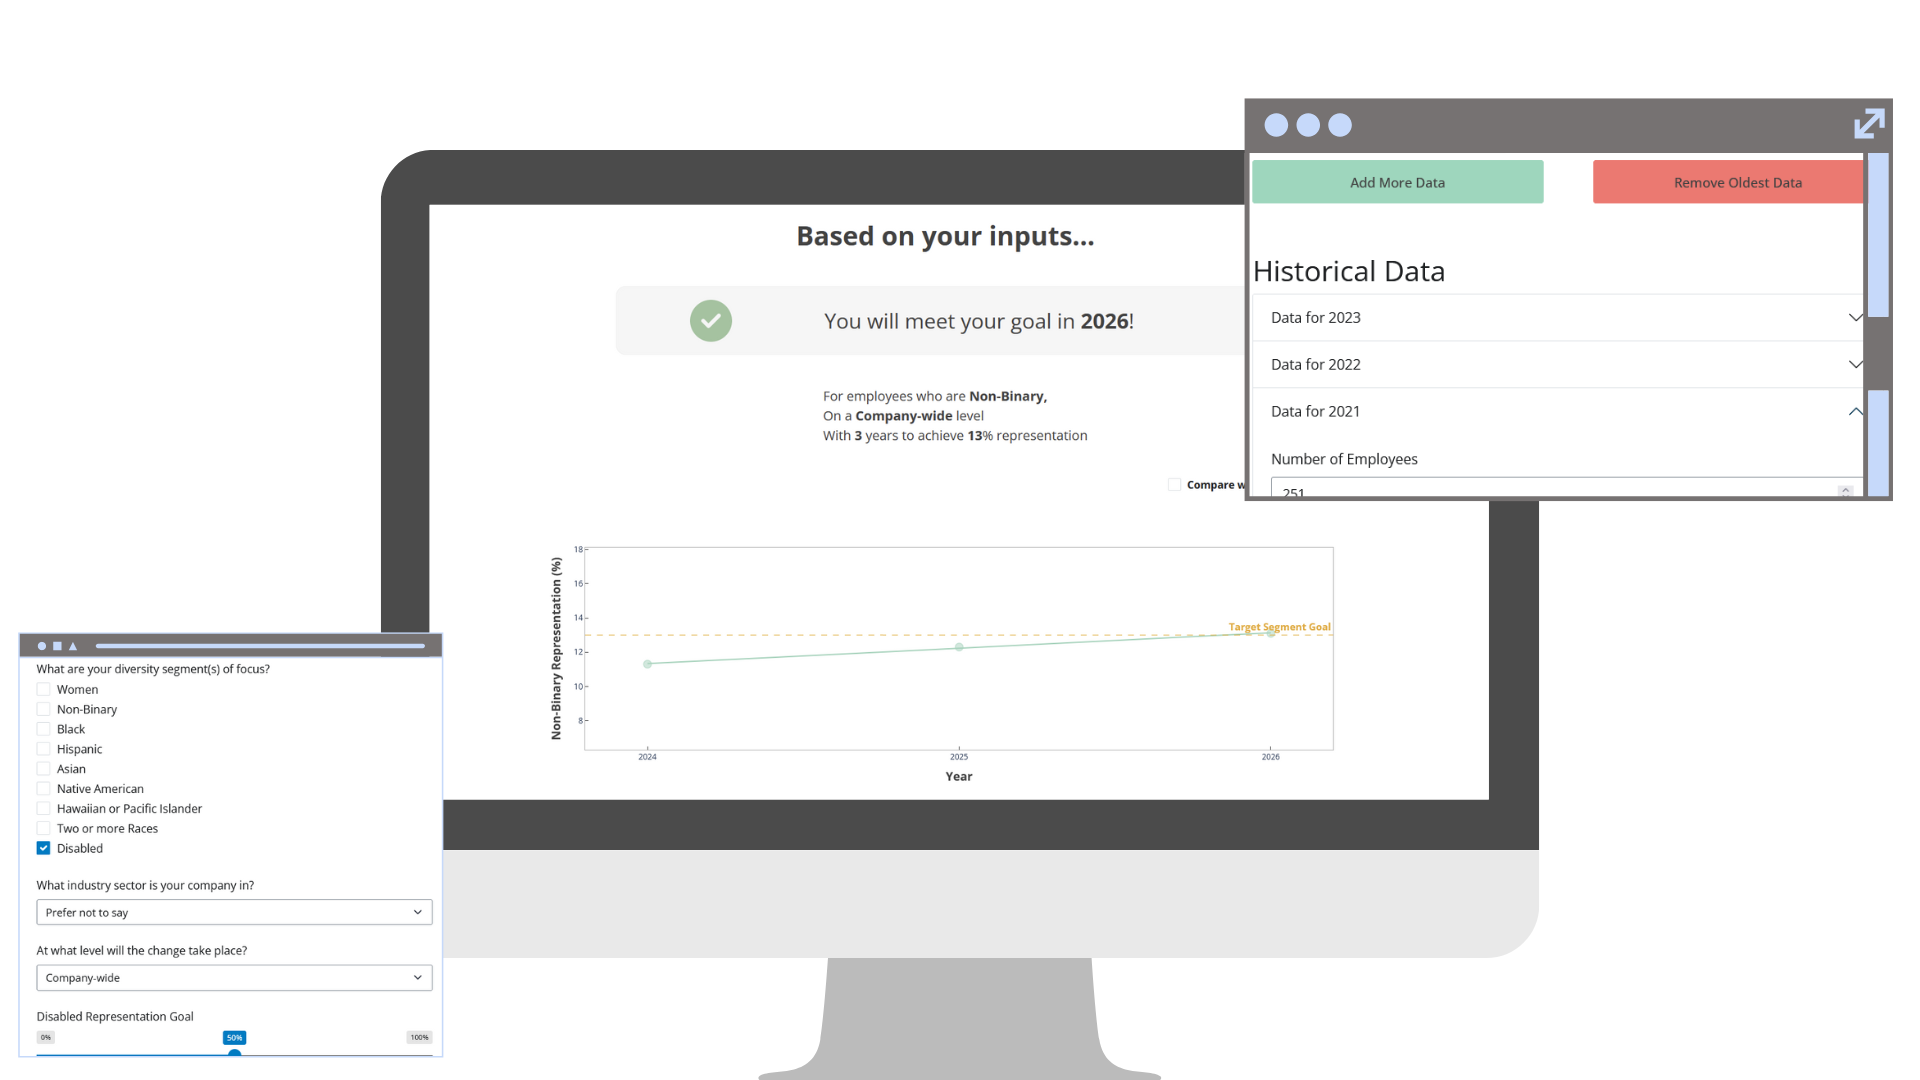 Based on your inputs...
You will meet your goal in 2026!
For employees who are Non-Binary,
On a Company-wide level
With 3 years to achieve 13% representation
Compare w
Non-Binary Representation (%)
18
16
14
12
10
8
Target Segment Goal
2024
2025
2026
Year
Add More Data
Remove Oldest Data
Historical Data
Data for 2023
Data for 2022
Data for 2021
Number of Employees
251
What are your diversity segment(s) of focus?
Women
Non-Binary
Black
Hispanic
Asian
Native American
Hawaiian or Pacific Islander
Two or more Races
Disabled
What industry sector is your company in?
Prefer not to say
At what level will the change take place?
Company-wide
Disabled Representation Goal
0%
50%
100%